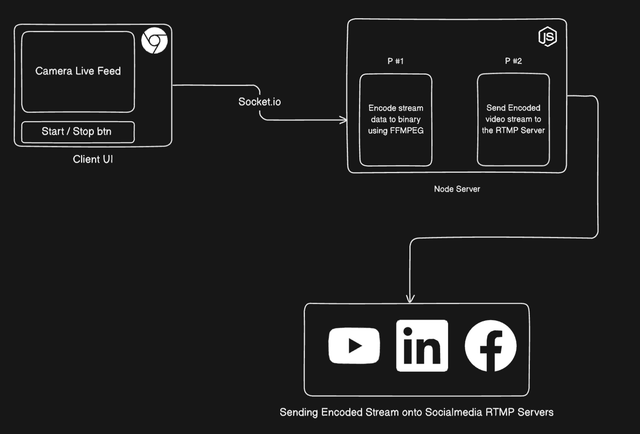 Camera Live Feed
Start / Stop btn
Client UI
Socket.io
JS
P #1
P #2
Encode stream
data to binary
using FFMPEG
Send Encoded
video stream to
the RTMP Server
Node Server
in
f
Sending Encoded Stream onto Socialmedia RTMP Servers